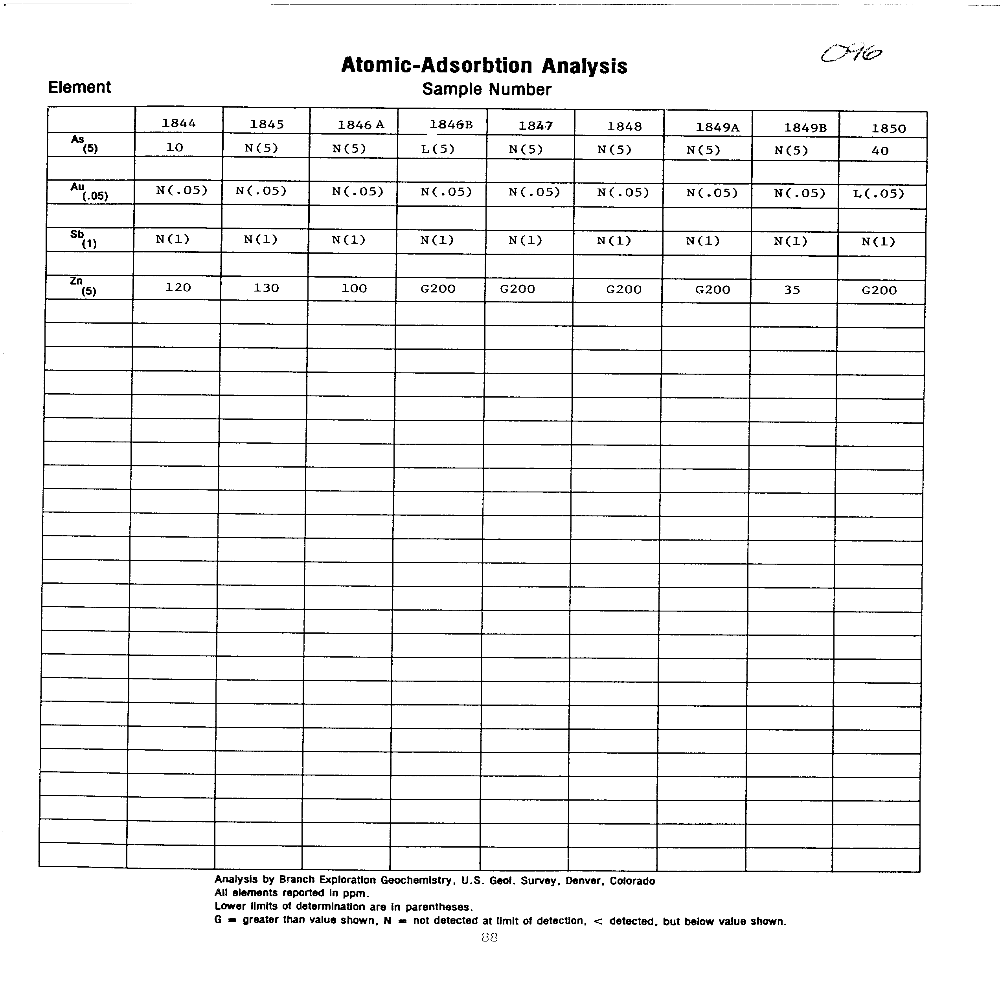 096
Atomic-Adsorbtion Analysis
Element Sample Number
1844 1845 1846 A 1846B 1847 1848 1849A 1849B 1850
As (5) 10 N(5) N(5) L(5) N(5) N(5) N(5) N(5) 40
Au (.05) N(.05) N(.05) N(.05) N(.05) N(.05) N(.05) N(.05) N(.05) L(.05)
Sb (1) N(1) N(1) N(1) N(1) N(1) N(1) N(1) N(1) N(1)
Zn (5) 120 130 100 G200 G200 G200 G200 35 G200
Analysis by Branch Exploration Geochemistry, U.S. Geol. Survey, Denver, Colorado
All elements reported in ppm.
Lower limits of determination are in parentheses.
G = greater than value shown, N = not detected at limit of detection, < detected, but below value shown.
88